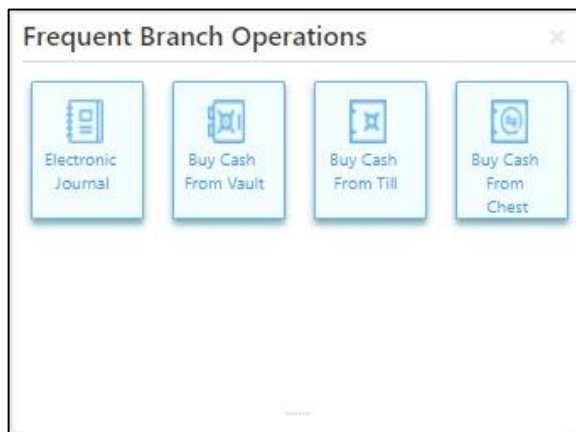 Frequent Branch Operations
Electronic
Journal
Buy Cash
From Vault
Buy Cash
From Till
Buy Cash
From
Chest